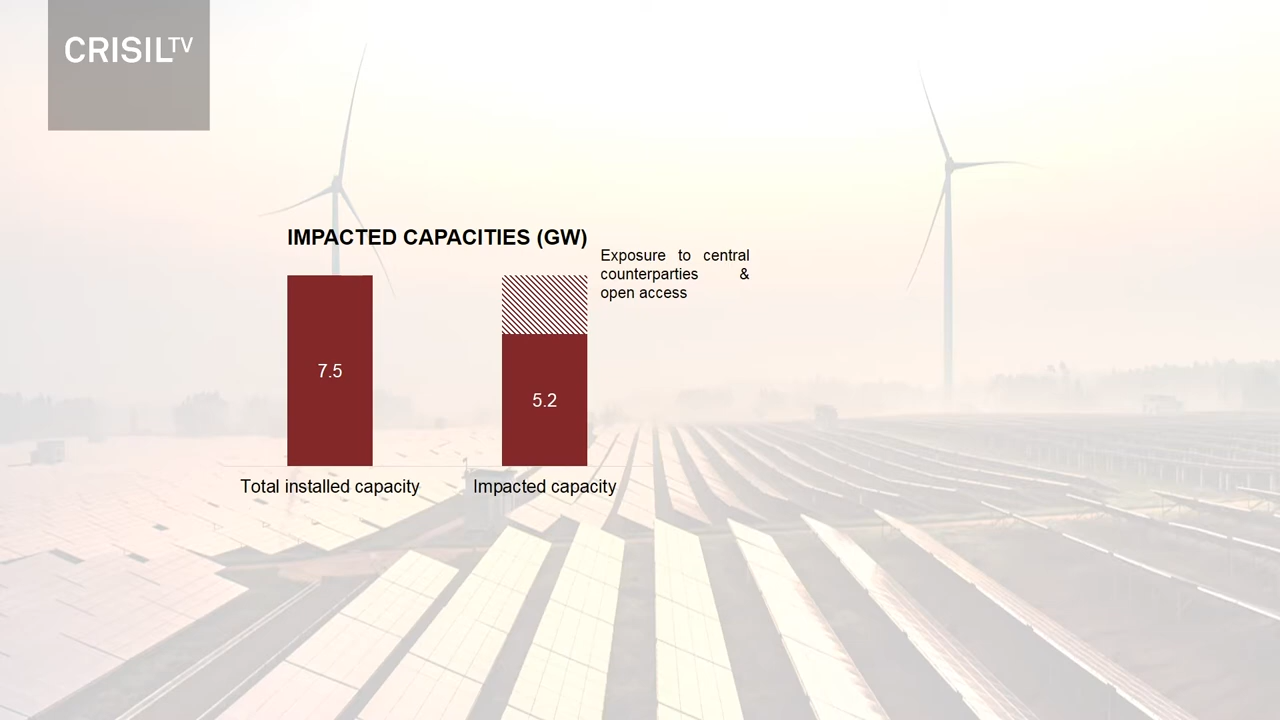 CRISILTV
IMPACTED CAPACITIES (GW)
Exposure to central
counterparties &
open access
7.5
5.2
Total installed capacity
Impacted capacity